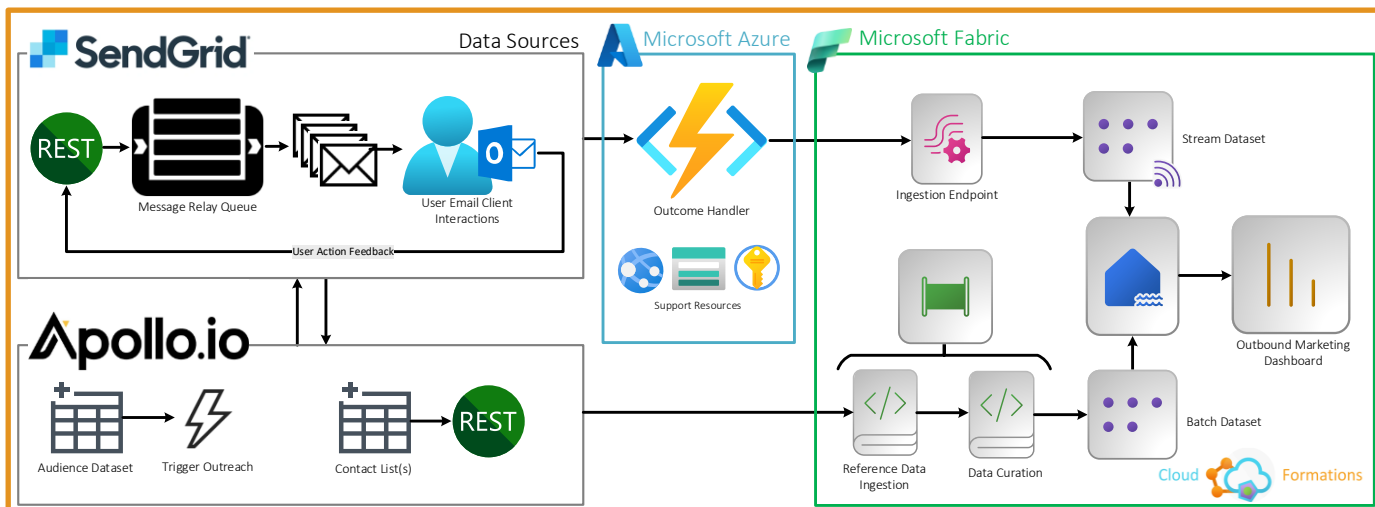 SendGrid
Data Sources
Microsoft Azure
Microsoft Fabric
REST
Message Relay Queue
User Email Client
Interactions
O
User Action Feedback
Outcome Handler
Support Resources
Ingestion Endpoint
Stream Dataset
Outbound Marketing
Dashboard
Apollo.io
Audience Dataset
Trigger Outreach
Contact List(s)
REST
</>
</>
Reference Data
Ingestion
Data Curation
Batch Dataset
Cloud Formations